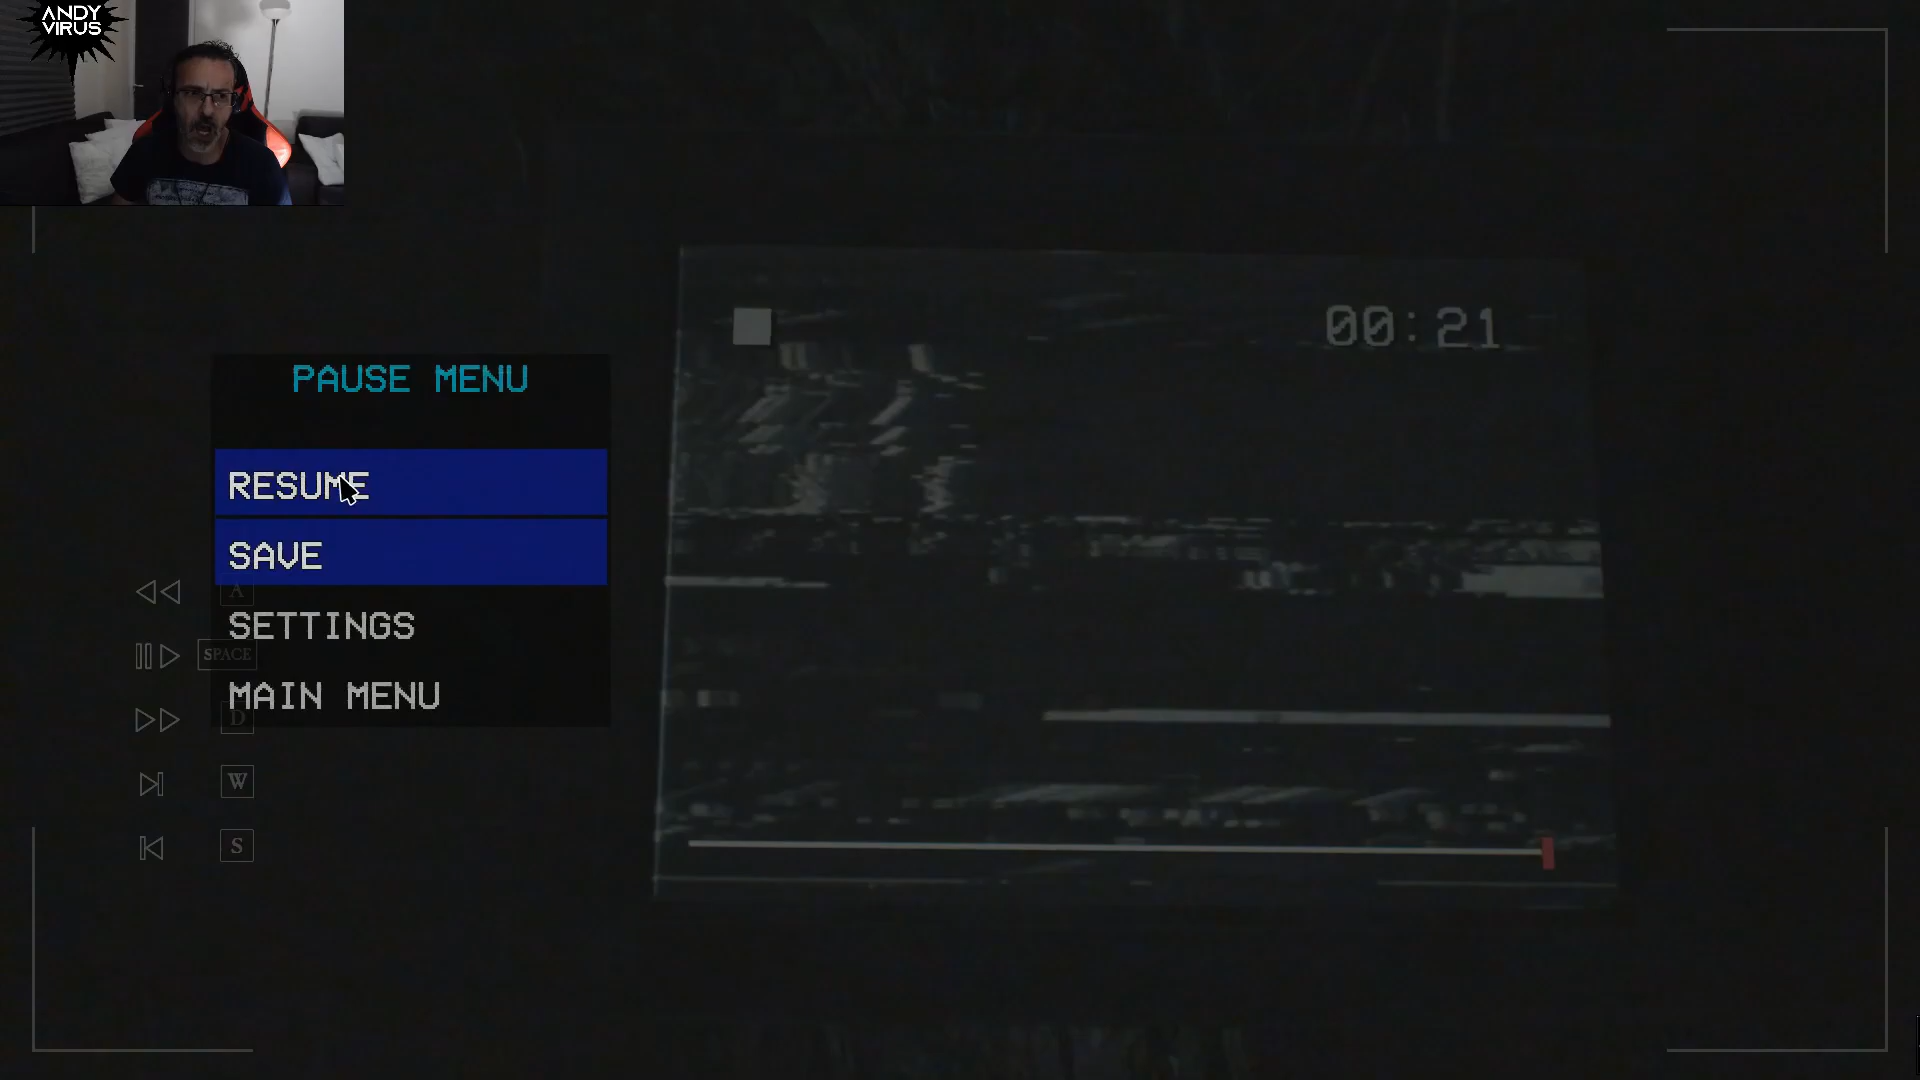 ANDY
VIRUS
00:21
PAUSE MENU
RESUME
SAVE
A
SETTINGS
SPACE
MAIN MENU
D
W
S